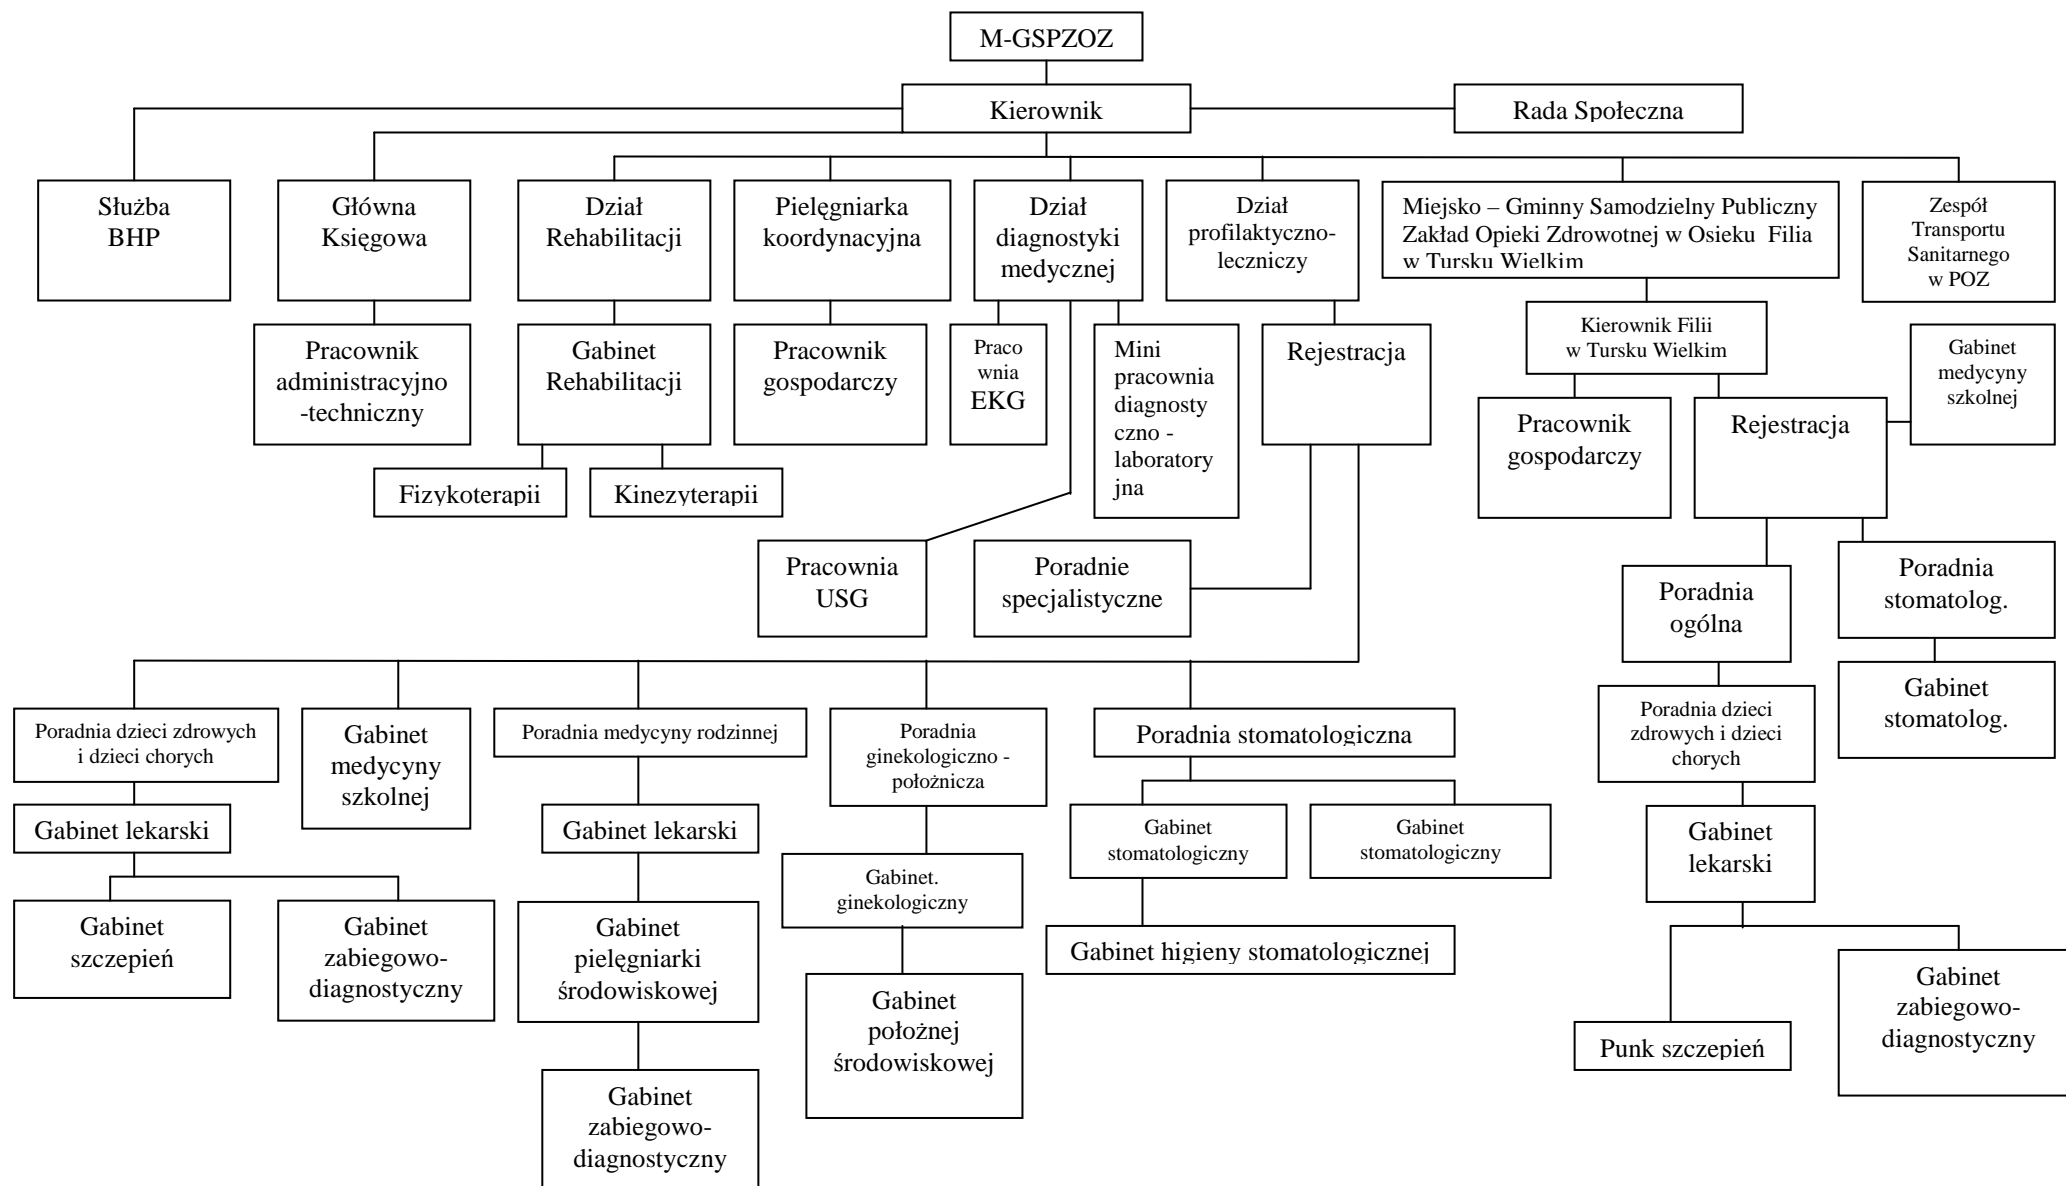 M-GSPZOZ
Kierownik
Rada Społeczna
Służba
BHP
Główna
Księgowa
Dział
Rehabilitacji
Pielęgniarka
koordynacyjna
Dział
diagnostyki
medycznej
Dział
profilaktyczno-
leczniczy
Miejsko – Gminny Samodzielny Publiczny
Zakład Opieki Zdrowotnej w Osieku Filia
w Tursku Wielkim
Zespół
Transportu
Sanitarnego
w POZ
Pracownik
administracyjno
-techniczny
Gabinet
Rehabilitacji
Pracownik
gospodarczy
Praco
wnia
EKG
Mini
pracownia
diagnosty
czno -
laboratory
jna
Rejestracja
Kierownik Filii
w Tursku Wielkim
Gabinet
medycyny
szkolnej
Pracownik
gospodarczy
Rejestracja
Fizykoterapii
Kinezyterapii
Pracownia
USG
Poradnie
specjalistyczne
Poradnia
ogólna
Poradnia
stomatolog.
Gabinet
stomatolog.
Poradnia dzieci zdrowych
i dzieci chorych
Gabinet
medycyny
szkolnej
Poradnia medycyny rodzinnej
Poradnia
ginekologiczno -
położnicza
Poradnia stomatologiczna
Poradnia dzieci
zdrowych i dzieci
chorych
Gabinet lekarski
Gabinet lekarski
Gabinet
stomatologiczny
Gabinet
stomatologiczny
Gabinet
lekarski
Gabinet.
ginekologiczny
Gabinet
szczepień
Gabinet
zabiegowo-
diagnostyczny
Gabinet
pielęgniarki
środowiskowej
Gabinet higieny stomatologicznej
Gabinet
położnej
środowiskowej
Punk szczepień
Gabinet
zabiegowo-
diagnostyczny
Gabinet
zabiegowo-
diagnostyczny